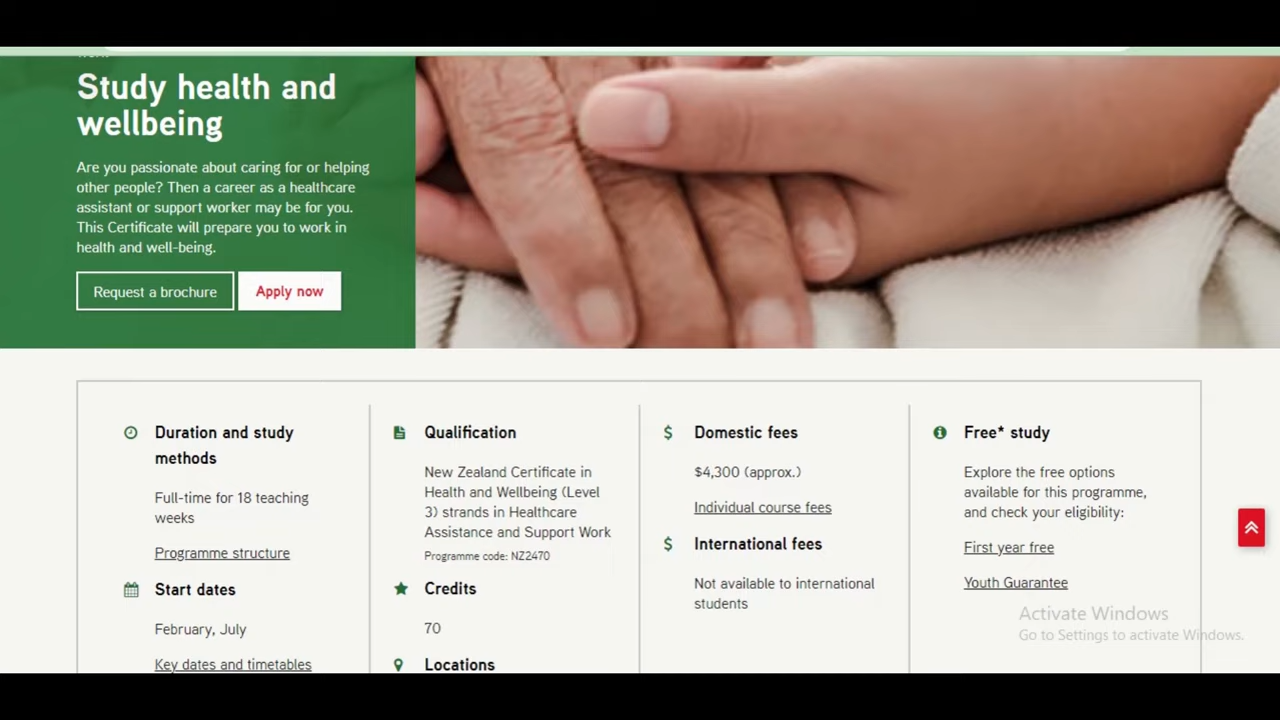 Study health and
wellbeing
Are you passionate about caring for or helping
other people? Then a career as a healthcare
assistant or support worker may be for you.
This Certificate will prepare you to work in
health and well-being.
Request a brochure
Apply now
Duration and study
methods
Full-time for 18 teaching
weeks
Programme structure
Start dates
February, July
Key dates and timetables
Qualification
New Zealand Certificate in
Health and Wellbeing (Level
3) strands in Healthcare
Assistance and Support Work
Programme code: NZ2470
Credits
70
Locations
Domestic fees
$4,300 (approx.)
Individual course fees
International fees
Not available to international
students
Free* study
Explore the free options
available for this programme,
and check your eligibility:
First year free
Youth Guarantee
Activate Windows
Go to Settings to activate Windows.